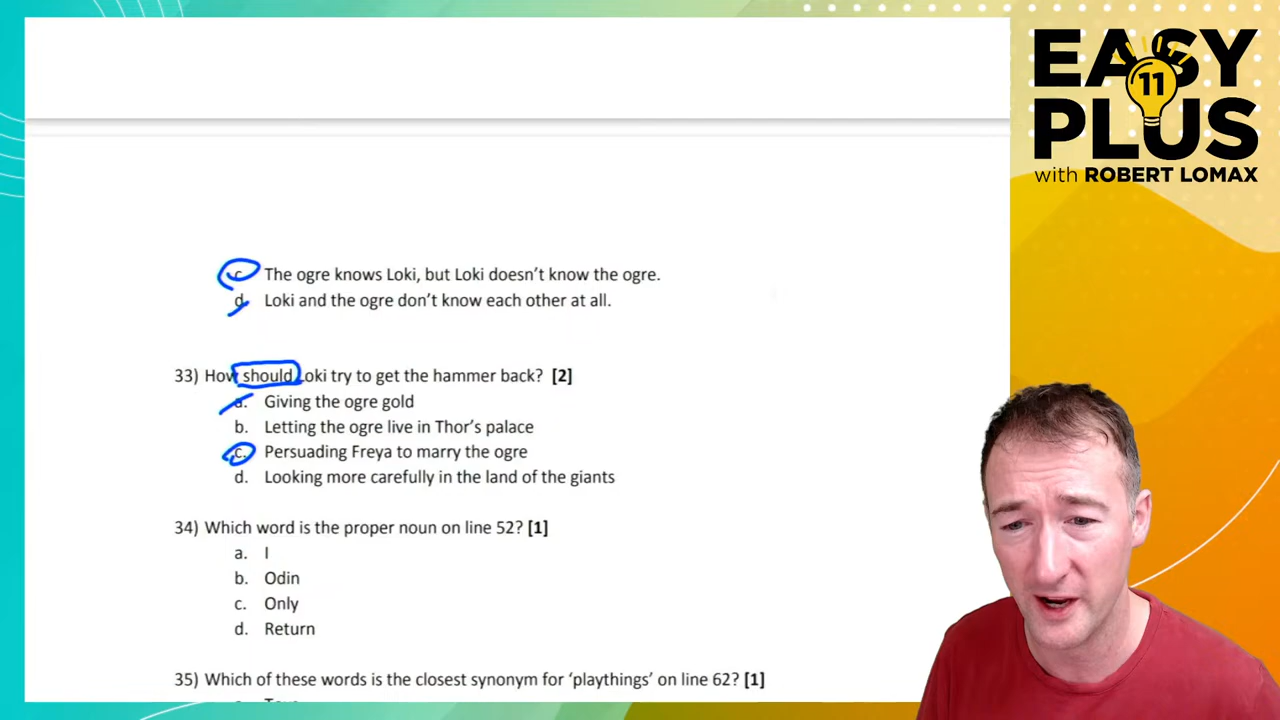 EASY
11
PLUS
with ROBERT LOMAX
c. The ogre knows Loki, but Loki doesn't know the ogre.
d. Loki and the ogre don't know each other at all.
33) How should Loki try to get the hammer back? [2]
a. Giving the ogre gold
b. Letting the ogre live in Thor's palace
c. Persuading Freya to marry the ogre
d. Looking more carefully in the land of the giants
34) Which word is the proper noun on line 52? [1]
a. I
b. Odin
c. Only
d. Return
35) Which of these words is the closest synonym for 'playthings' on line 62? [1]